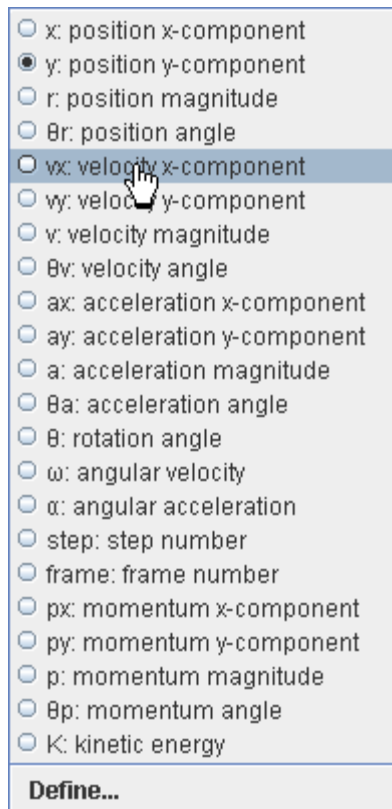 x: position x-component
y: position y-component
r: position magnitude
θr: position angle
vx: velocity x-component
vy: velocity y-component
v: velocity magnitude
θv: velocity angle
ax: acceleration x-component
ay: acceleration y-component
a: acceleration magnitude
θa: acceleration angle
θ: rotation angle
ω: angular velocity
α: angular acceleration
step: step number
frame: frame number
px: momentum x-component
py: momentum y-component
p: momentum magnitude
θp: momentum angle
K: kinetic energy
Define...